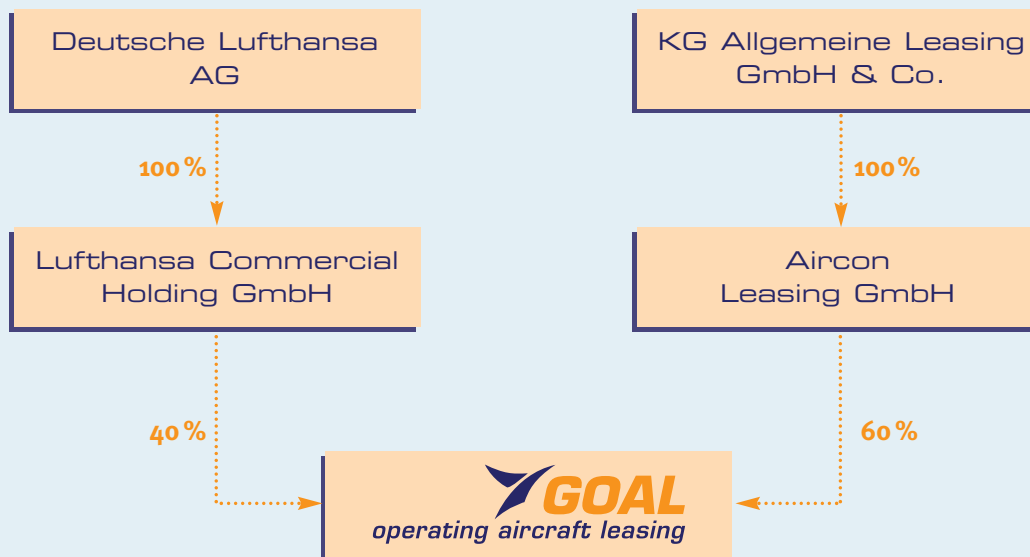 Deutsche Lufthansa
AG
KG Allgemeine Leasing
GmbH & Co.
100 %
100 %
Lufthansa Commercial
Holding GmbH
Aircon
Leasing GmbH
40 %
60 %
GOAL
operating aircraft leasing